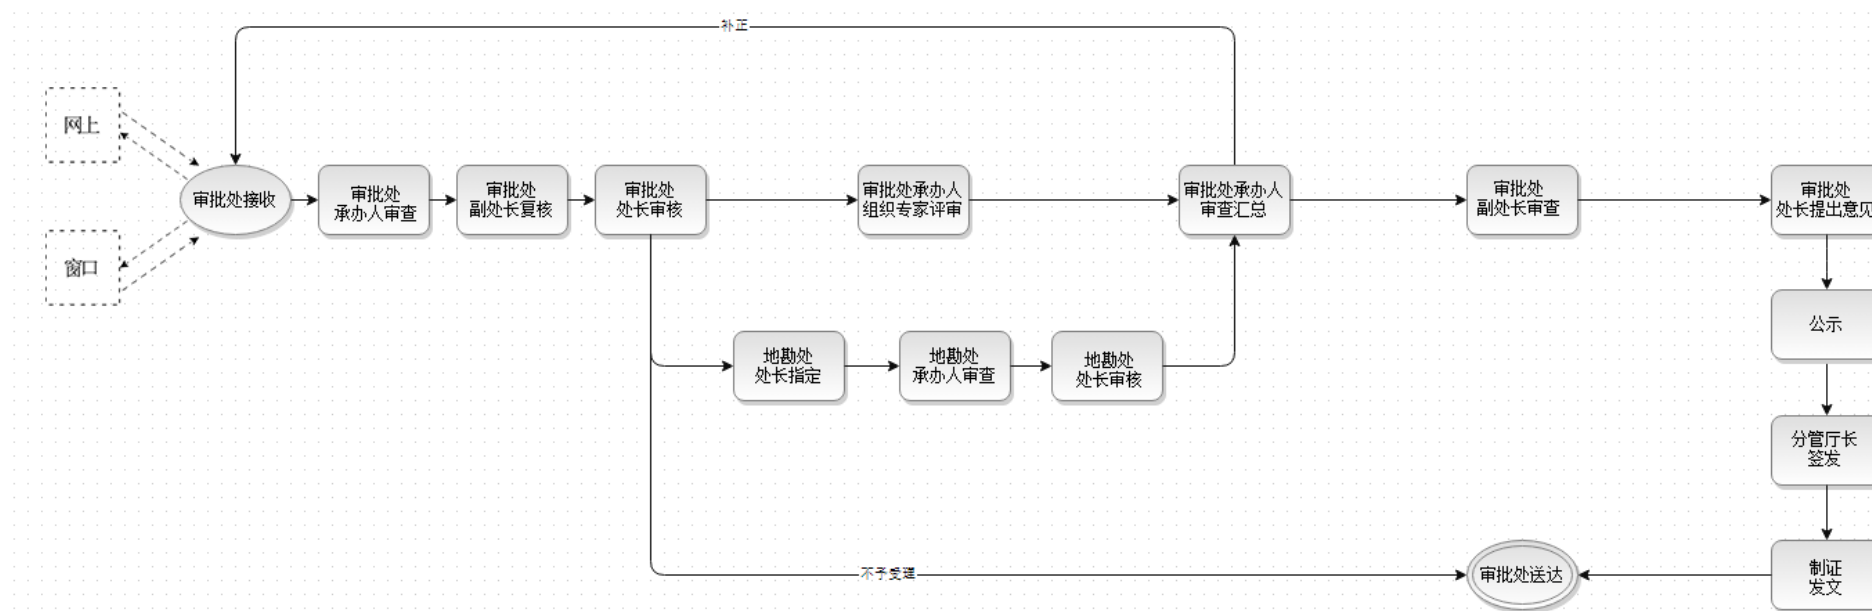 补正
网上
审批处接收
审批处
承办人审查
审批处
副处长复核
审批处
处长审核
审批处承办人
组织专家评审
审批处承办人
审查汇总
审批处
副处长审查
审批处
处长提出意见
窗口
公示
地勘处
处长指定
地勘处
承办人审查
地勘处
处长审核
分管厅长
签发
不予受理
审批处送达
制证
发文